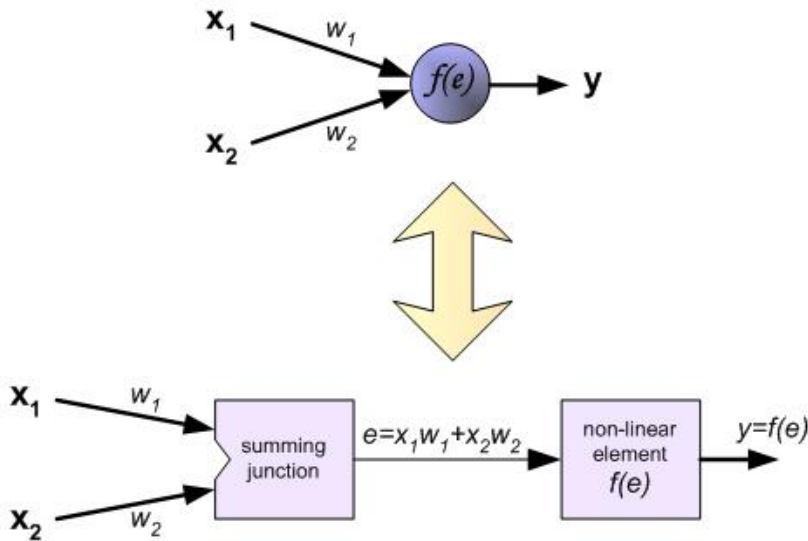 x₁
w₁
f(e)
y
x₂
w₂
x₁
w₁
summing
junction
e=x₁w₁+x₂w₂
non-linear
element
f(e)
y=f(e)
x₂
w₂